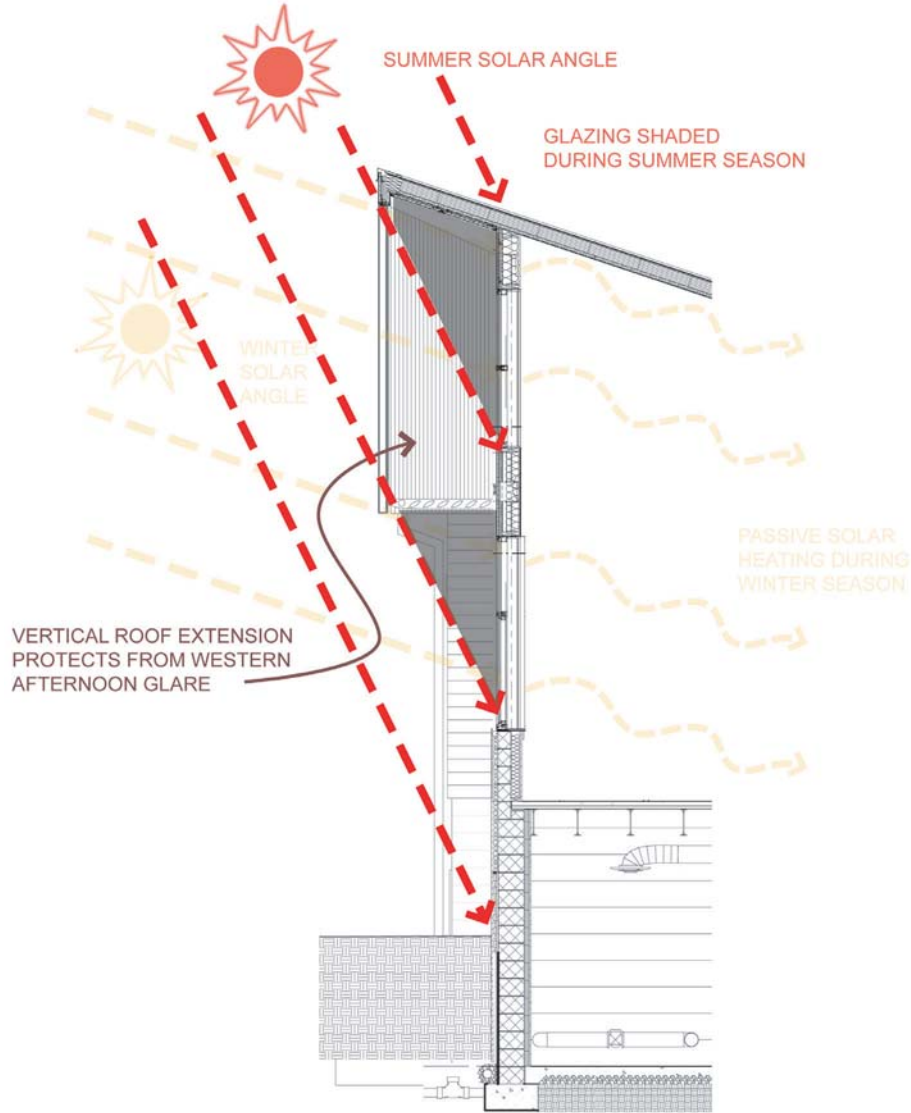 SUMMER SOLAR ANGLE
GLAZING SHADED
DURING SUMMER SEASON
WINTER
SOLAR
ANGLE
PASSIVE SOLAR
HEATING DURING
WINTER SEASON
VERTICAL ROOF EXTENSION
PROTECTS FROM WESTERN
AFTERNOON GLARE